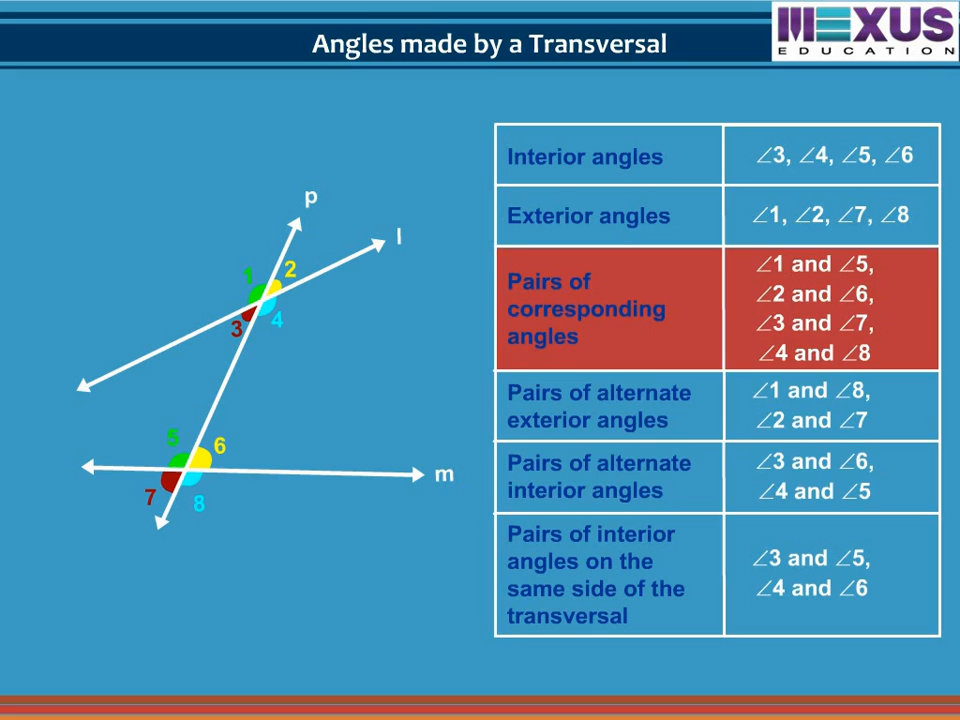 Angles made by a Transversal
MEXUS
EDUCATION
p
l
1
2
3
4
5
6
7
8
m
Interior angles
∠3, ∠4, ∠5, ∠6
Exterior angles
∠1, ∠2, ∠7, ∠8
Pairs of
corresponding
angles
∠1 and ∠5,
∠2 and ∠6,
∠3 and ∠7,
∠4 and ∠8
Pairs of alternate
exterior angles
∠1 and ∠8,
∠2 and ∠7
Pairs of alternate
interior angles
∠3 and ∠6,
∠4 and ∠5
Pairs of interior
angles on the
same side of the
transversal
∠3 and ∠5,
∠4 and ∠6